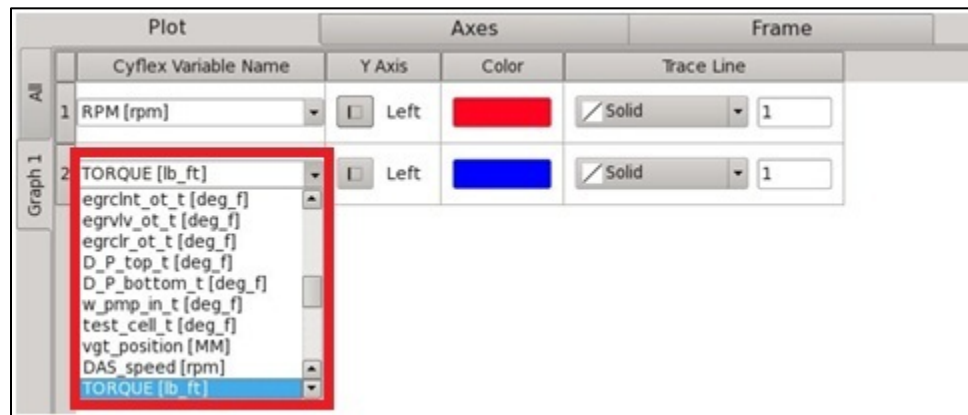 Plot Axes Frame
Cyflex Variable Name Y Axis Color Trace Line
All
1 RPM [rpm] Left Solid 1
Graph 1
2 TORQUE [lb_ft] Left Solid 1
egrclnt_ot_t [deg_f]
egrvlv_ot_t [deg_f]
egrclr_ot_t [deg_f]
D_P_top_t [deg_f]
D_P_bottom_t [deg_f]
w_pmp_in_t [deg_f]
test_cell_t [deg_f]
vgt_position [MM]
DAS_speed [rpm]
TORQUE [lb_ft]